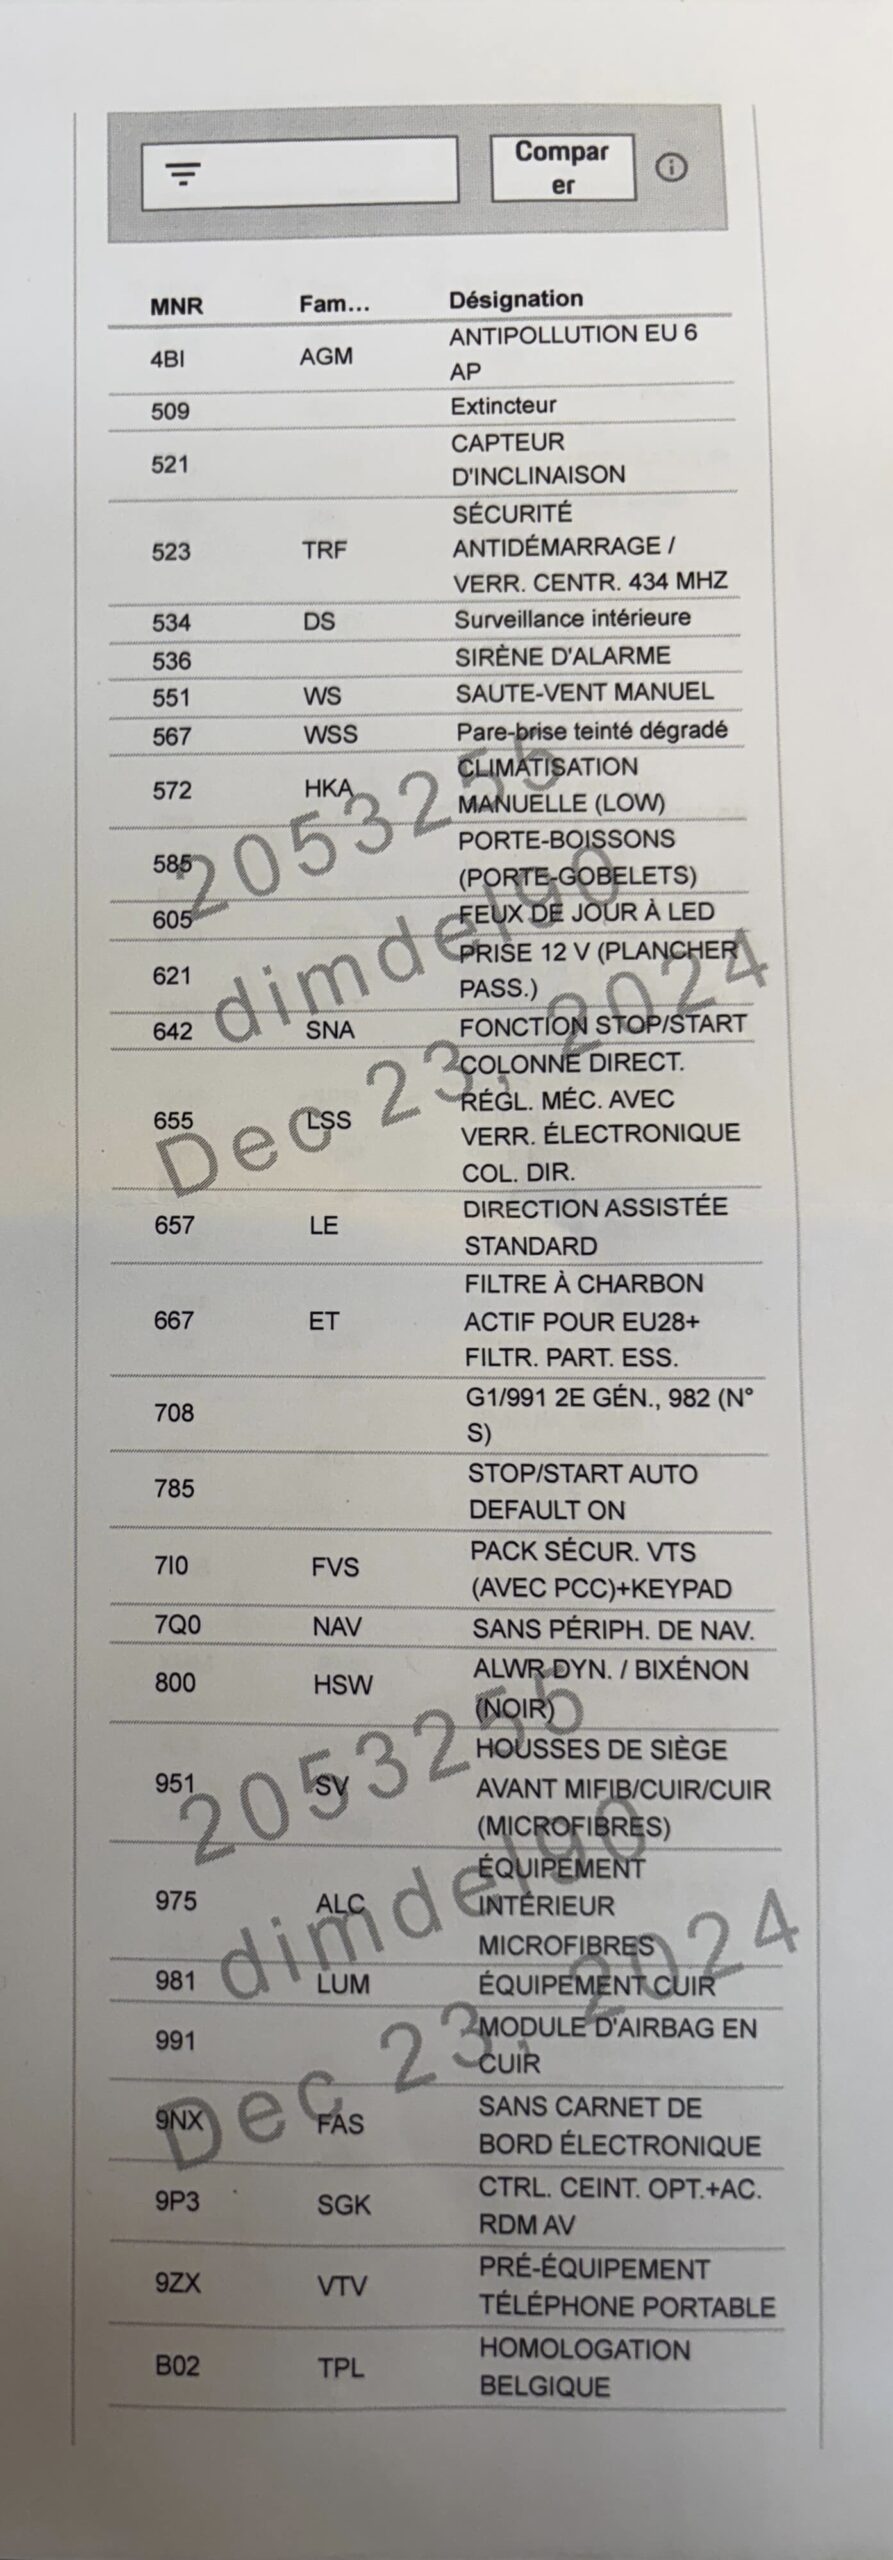 Compar
er
MNR Fam... Désignation
4BI AGM ANTIPOLLUTION EU 6
AP
509 Extincteur
521 CAPTEUR
D'INCLINAISON
523 TRF SÉCURITÉ
ANTIDÉMARRAGE /
VERR. CENTR. 434 MHZ
534 DS Surveillance intérieure
536 SIRÈNE D'ALARME
551 WS SAUTE-VENT MANUEL
567 WSS Pare-brise teinté dégradé
572 HKA CLIMATISATION
MANUELLE (LOW)
585 PORTE-BOISSONS
(PORTE-GOBELETS)
605 FEUX DE JOUR À LED
621 PRISE 12 V (PLANCHER
PASS.)
642 SNA FONCTION STOP/START
655 LSS COLONNE DIRECT.
RÉGL. MÉC. AVEC
VERR. ÉLECTRONIQUE
COL. DIR.
657 LE DIRECTION ASSISTÉE
STANDARD
667 ET FILTRE À CHARBON
ACTIF POUR EU28+
FILTR. PART. ESS.
708 G1/991 2E GÉN., 982 (N°
S)
785 STOP/START AUTO
DEFAULT ON
7I0 FVS PACK SÉCUR. VTS
(AVEC PCC)+KEYPAD
7Q0 NAV SANS PÉRIPH. DE NAV.
800 HSW ALWR DYN. / BIXÉNON
(NOIR)
951 SV HOUSSES DE SIÈGE
AVANT MIFIB/CUIR/CUIR
(MICROFIBRES)
975 ALC ÉQUIPEMENT
INTÉRIEUR
MICROFIBRES
981 LUM ÉQUIPEMENT CUIR
991 MODULE D'AIRBAG EN
CUIR
9NX FAS SANS CARNET DE
BORD ÉLECTRONIQUE
9P3 SGK CTRL. CEINT. OPT.+AC.
RDM AV
9ZX VTV PRÉ-ÉQUIPEMENT
TÉLÉPHONE PORTABLE
B02 TPL HOMOLOGATION
BELGIQUE
2053255
dimdel90
Dec 23, 2024
2053255
dimdel90
Dec 23, 2024